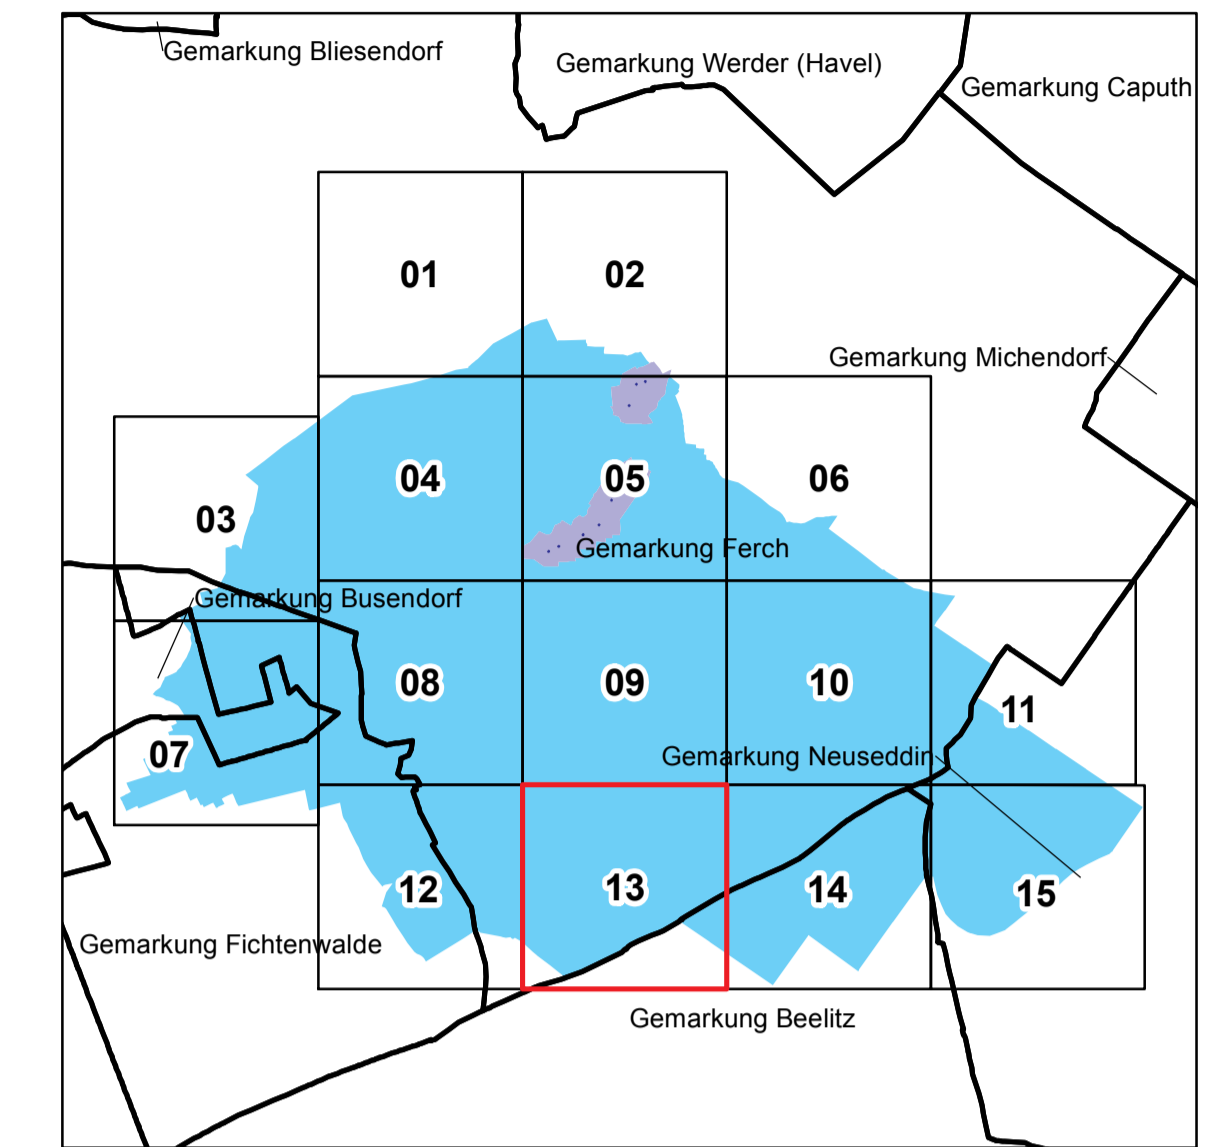 Gemarkung Bliesendorf
Gemarkung Werder (Havel)
Gemarkung Caputh
01
02
Gemarkung Michendorf
04
05
06
03
Gemarkung Ferch
Gemarkung Busendorf
08
09
10
11
07
Gemarkung Neuseddin
12
13
14
15
Gemarkung Fichtenwalde
Gemarkung Beelitz